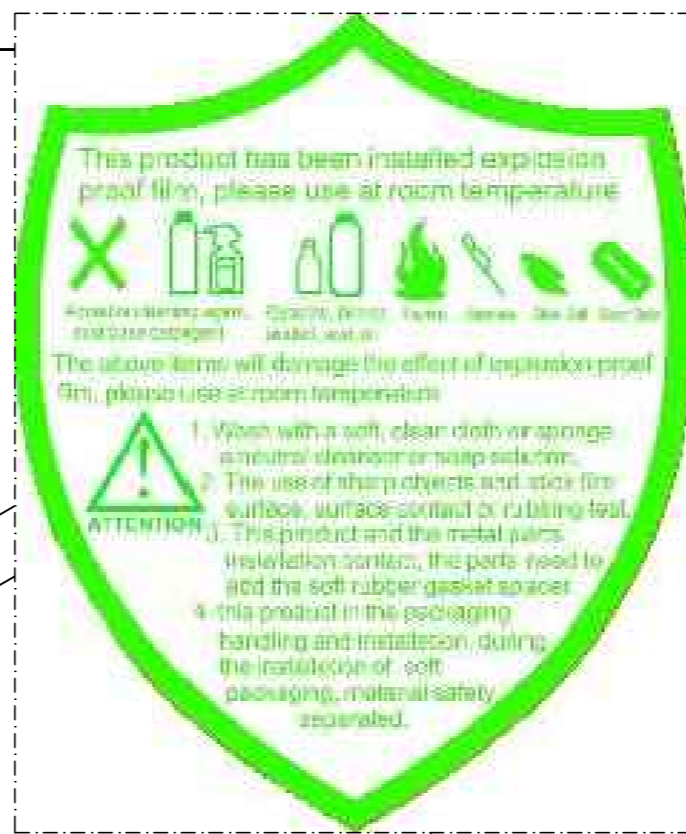 This product has been installed explosion
proof film, please use at room temperature
The above items will damage the effect of explosion proof
film, please use at room temperature
ATTENTION
1. Wash with a soft, clean cloth or sponge
a neutral cleanser or soap solution.
2. The use of sharp objects and stick film
surface, surface contact or rubbing test.
3. This product and the metal parts
installation contact, the parts need to
add the soft rubber gasket spacer
4. this product in the packaging
handling and installation, during
the installation of soft
packaging, material safety
separated.